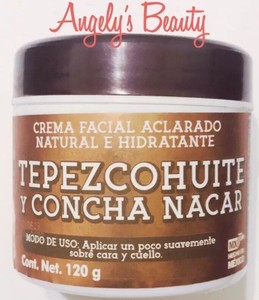 Angely's Beauty
CREMA FACIAL ACLARADO
NATURAL E HIDRATANTE
TEPEZCOHUITE
Y CONCHA NACAR
MODO DE USO: Aplicar un poco suavemente
sobre cara y cuello.
Cont. Net. 120 g